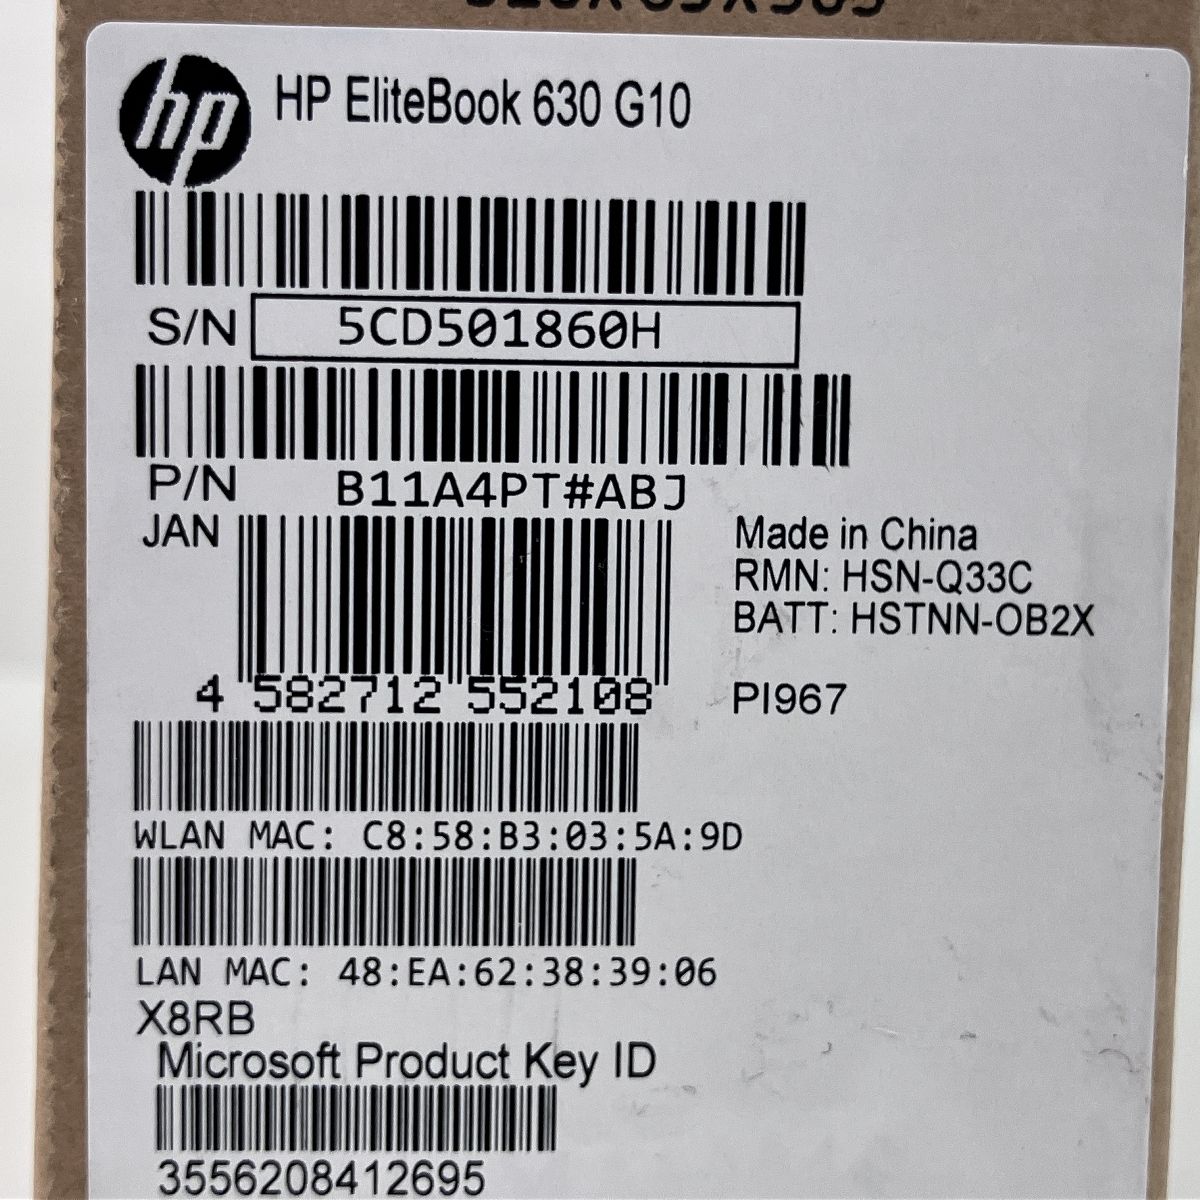 hp HP EliteBook 630 G10
S/N 5CD501860H
P/N B11A4PT#ABJ
JAN
Made in China
RMN: HSN-Q33C
BATT: HSTNN-OB2X
4 582712 552108
PI967
WLAN MAC: C8:58:B3:03:5A:9D
LAN MAC: 48:EA:62:38:39:06
X8RB
Microsoft Product Key ID
3556208412695